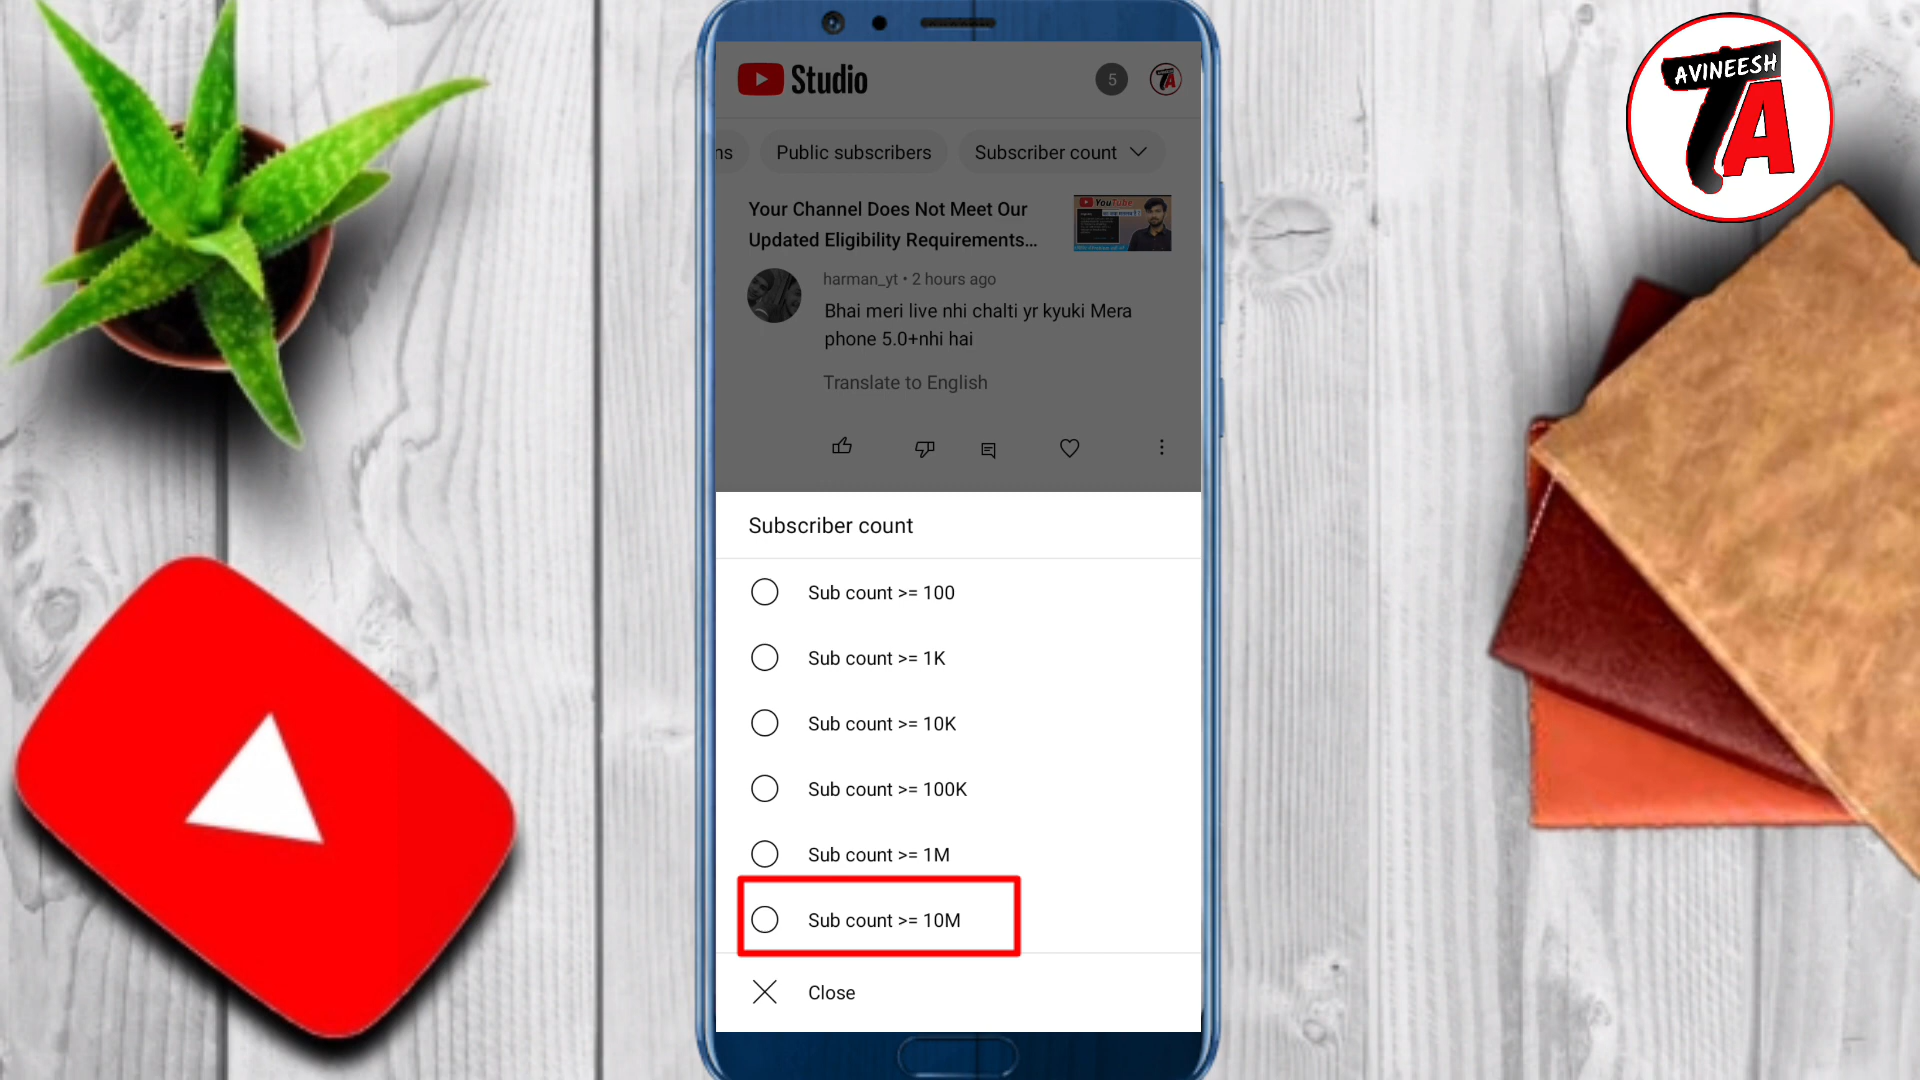 AVINEESH
TA
Studio
5
TA
ns
Public subscribers
Subscriber count
Your Channel Does Not Meet Our
Updated Eligibility Requirements...
YouTube
harman_yt • 2 hours ago
Bhai meri live nhi chalti yr kyuki Mera
phone 5.0+nhi hai
Translate to English
Subscriber count
Sub count >= 100
Sub count >= 1K
Sub count >= 10K
Sub count >= 100K
Sub count >= 1M
Sub count >= 10M
Close